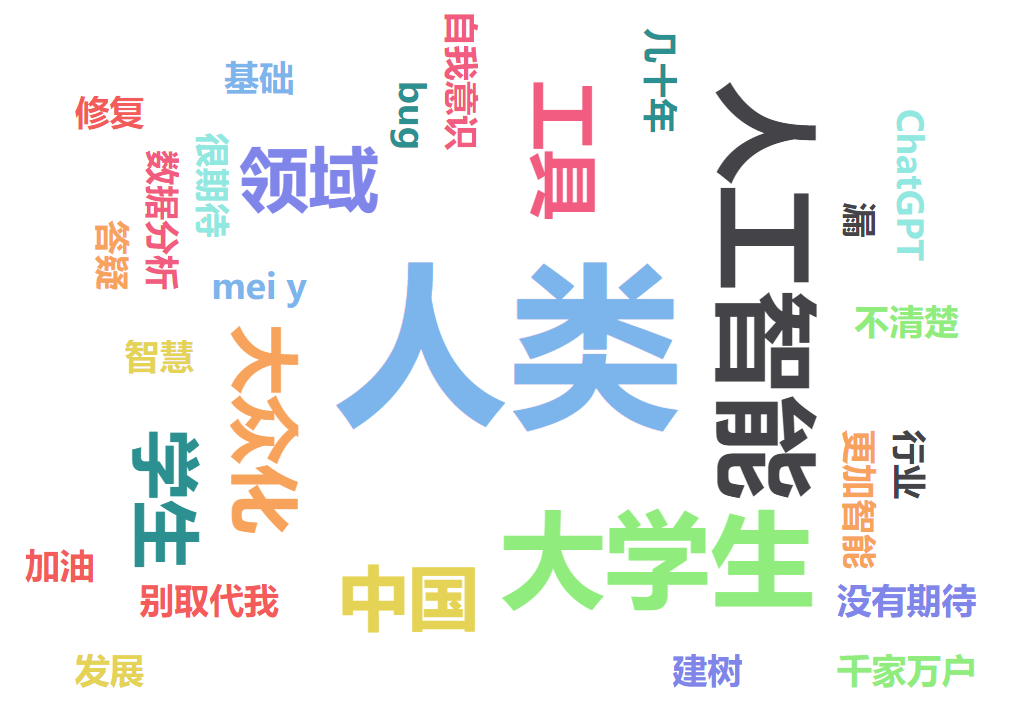 自我意识
几十年
基础
bug
工具
修复
人工智能
ChatGPT
很期待
领域
数据分析
漏
答疑
mei y
人类
不清楚
智慧
大众化
学生
更加智能
行业
大学生
加油
中国
别取代我
没有期待
发展
建树
千家万户